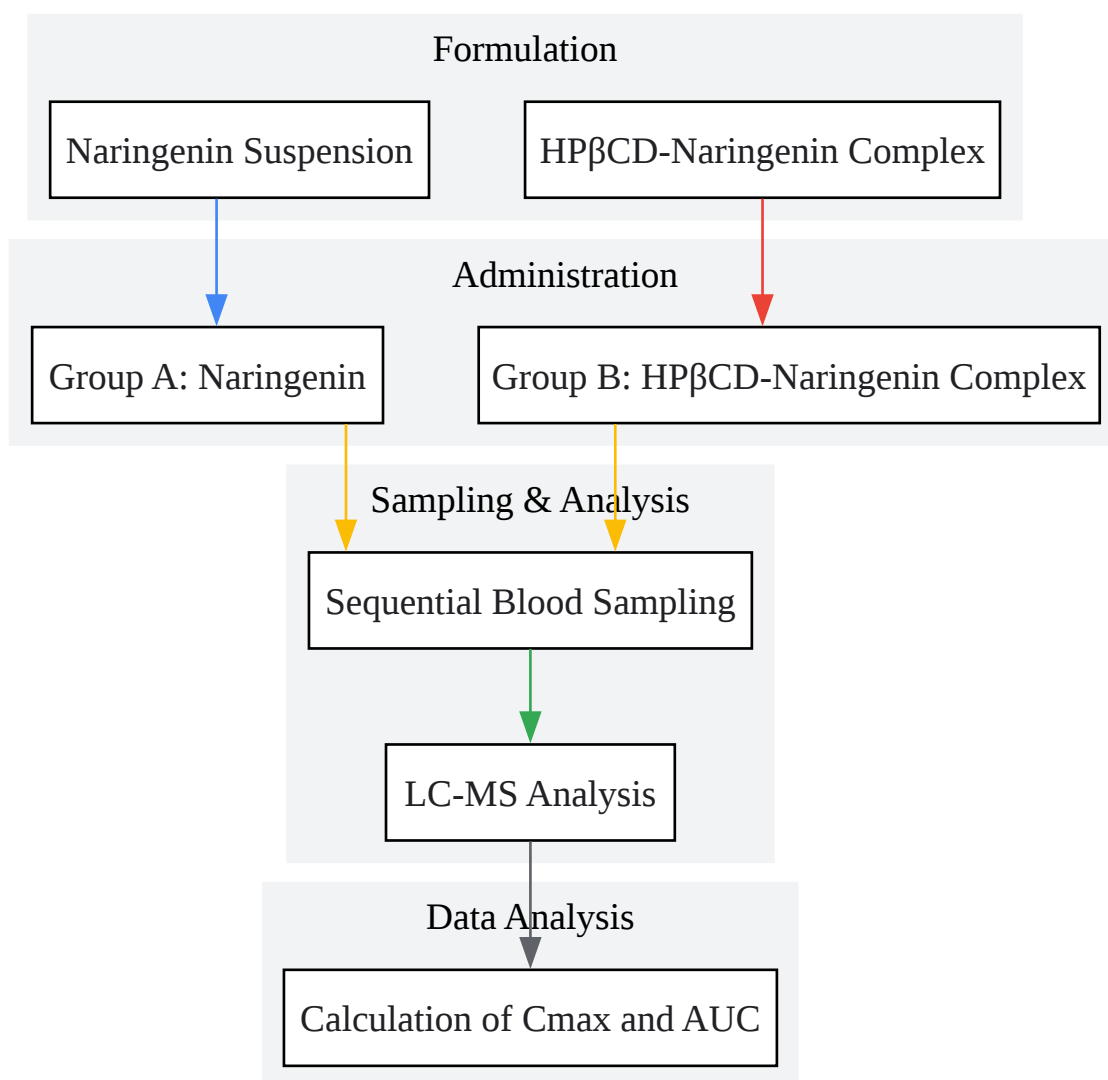 Formulation
Naringenin Suspension
HPβCD-Naringenin Complex
Administration
Group A: Naringenin
Group B: HPβCD-Naringenin Complex
Sampling & Analysis
Sequential Blood Sampling
LC-MS Analysis
Data Analysis
Calculation of Cmax and AUC